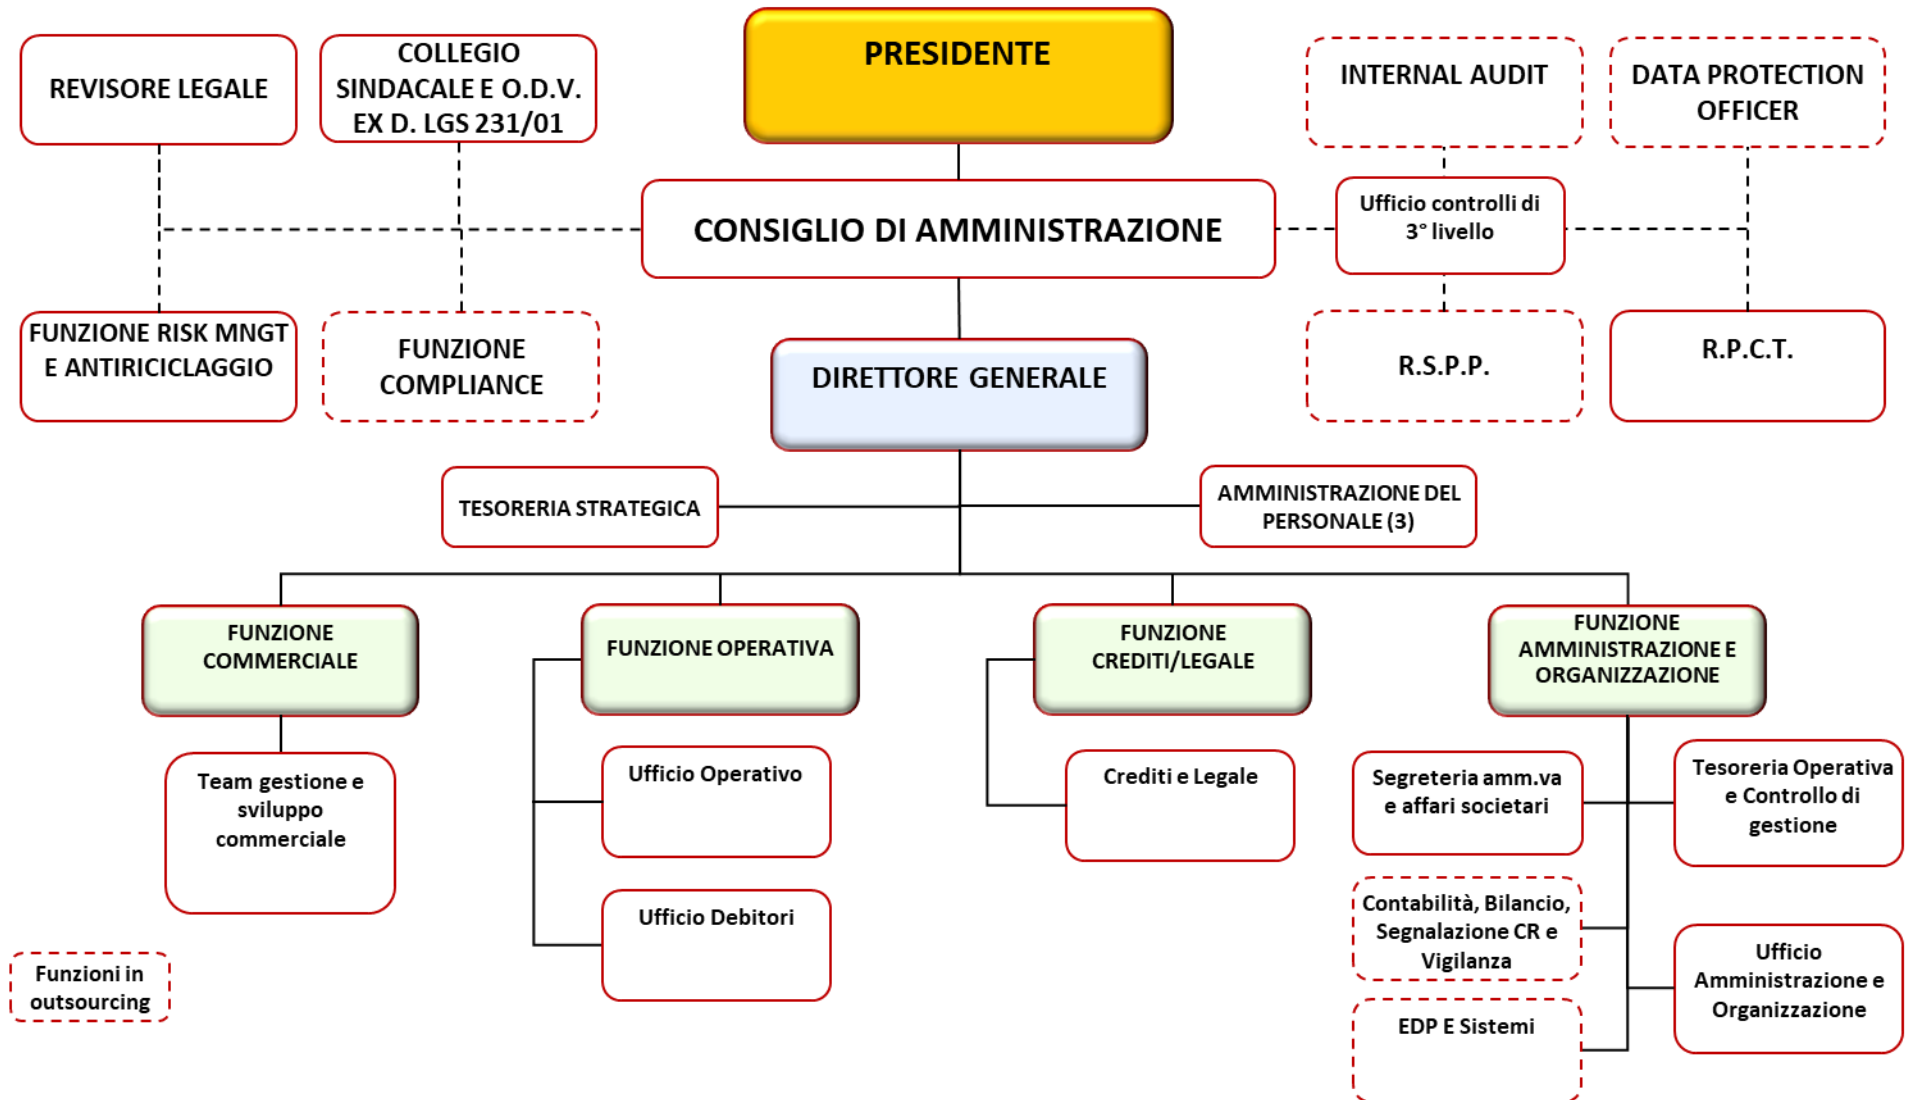 PRESIDENTE
REVISORE LEGALE
COLLEGIO
SINDACALE E O.D.V.
EX D. LGS 231/01
INTERNAL AUDIT
DATA PROTECTION
OFFICER
CONSIGLIO DI AMMINISTRAZIONE
Ufficio controlli di
3° livello
FUNZIONE RISK MNGT
E ANTIRICICLAGGIO
FUNZIONE
COMPLIANCE
DIRETTORE GENERALE
R.S.P.P.
R.P.C.T.
TESORERIA STRATEGICA
AMMINISTRAZIONE DEL
PERSONALE (3)
FUNZIONE
COMMERCIALE
FUNZIONE OPERATIVA
FUNZIONE
CREDITI/LEGALE
FUNZIONE
AMMINISTRAZIONE E
ORGANIZZAZIONE
Team gestione e
sviluppo
commerciale
Ufficio Operativo
Ufficio Debitori
Crediti e Legale
Segreteria amm.va
e affari societari
Tesoreria Operativa
e Controllo di
gestione
Contabilità, Bilancio,
Segnalazione CR e
Vigilanza
Ufficio
Amministrazione e
Organizzazione
EDP E Sistemi
Funzioni in
outsourcing